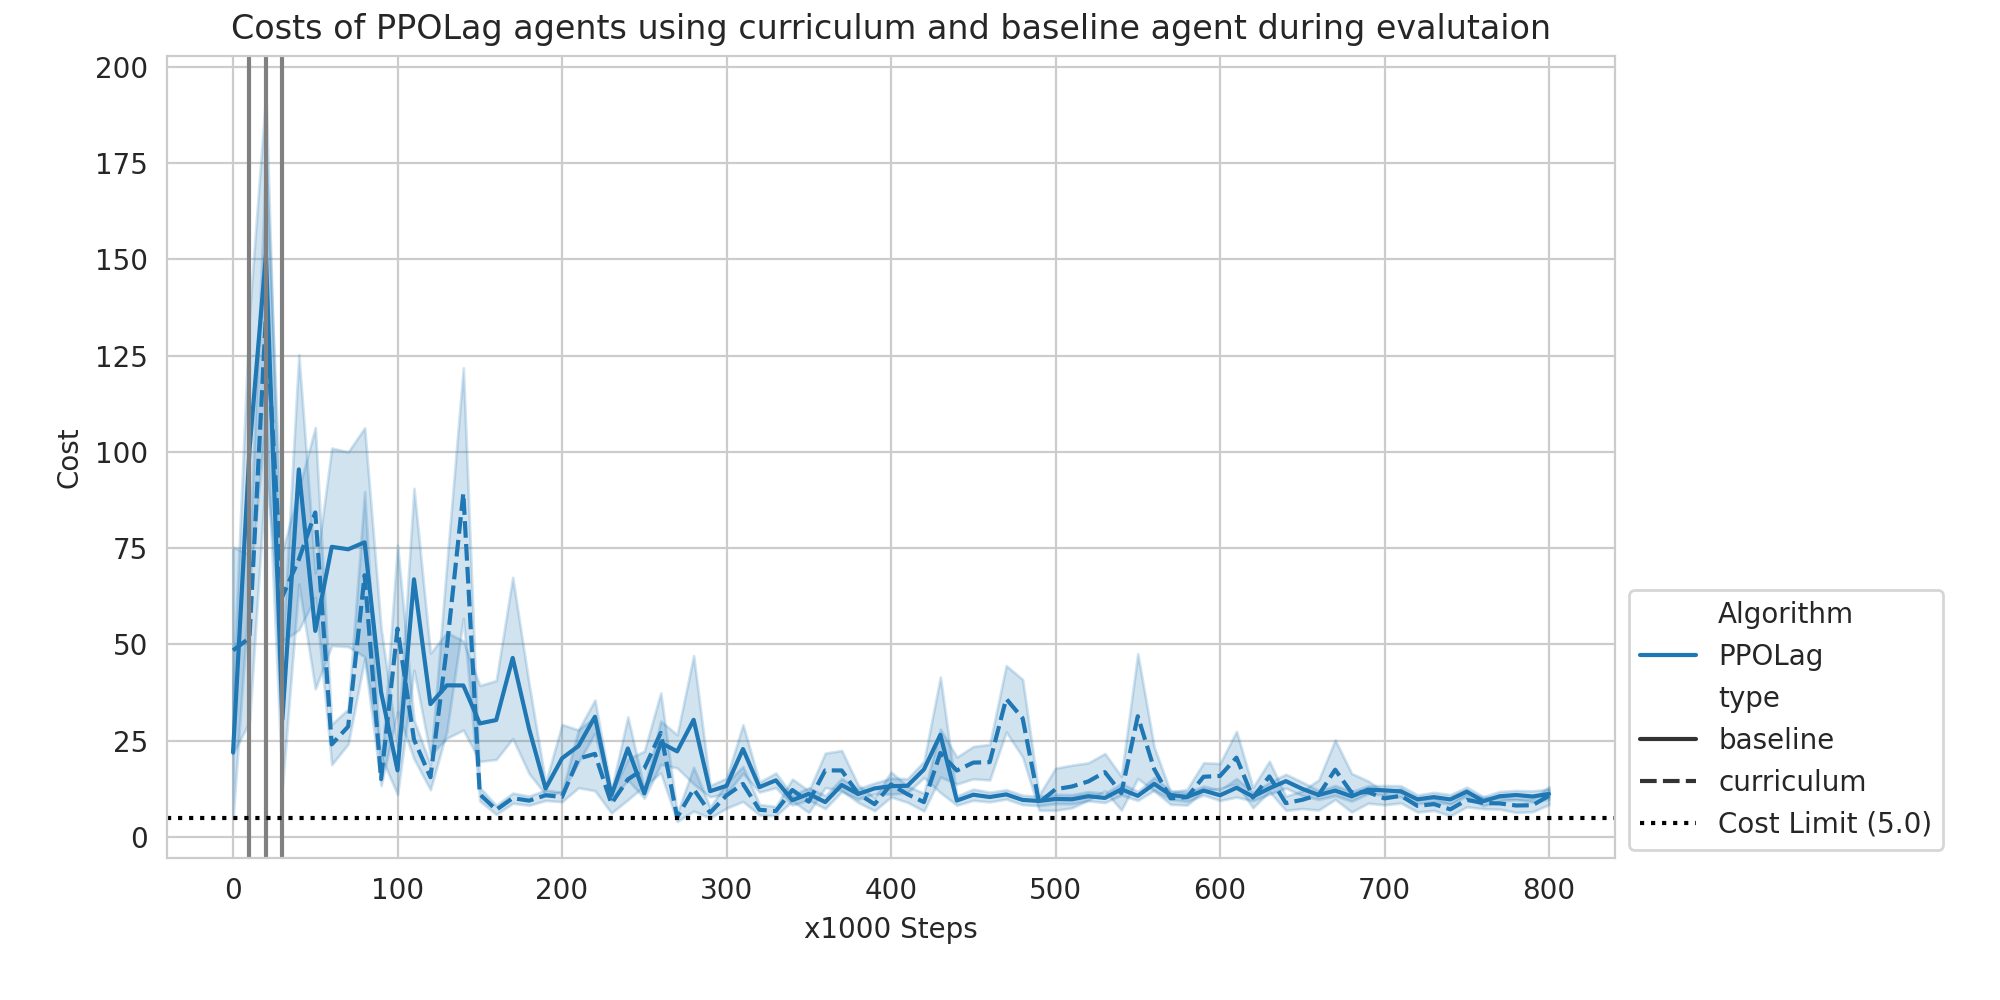 Costs of PPOLag agents using curriculum and baseline agent during evalutaion
200
175
150
125
100
75
50
25
0
Cost
0 100 200 300 400 500 600 700 800
x1000 Steps
Algorithm
PPOLag
type
baseline
curriculum
Cost Limit (5.0)